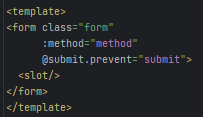 <template>
<form class="form"
:method="method"
@submit.prevent="submit">
<slot/>
</form>
</template>